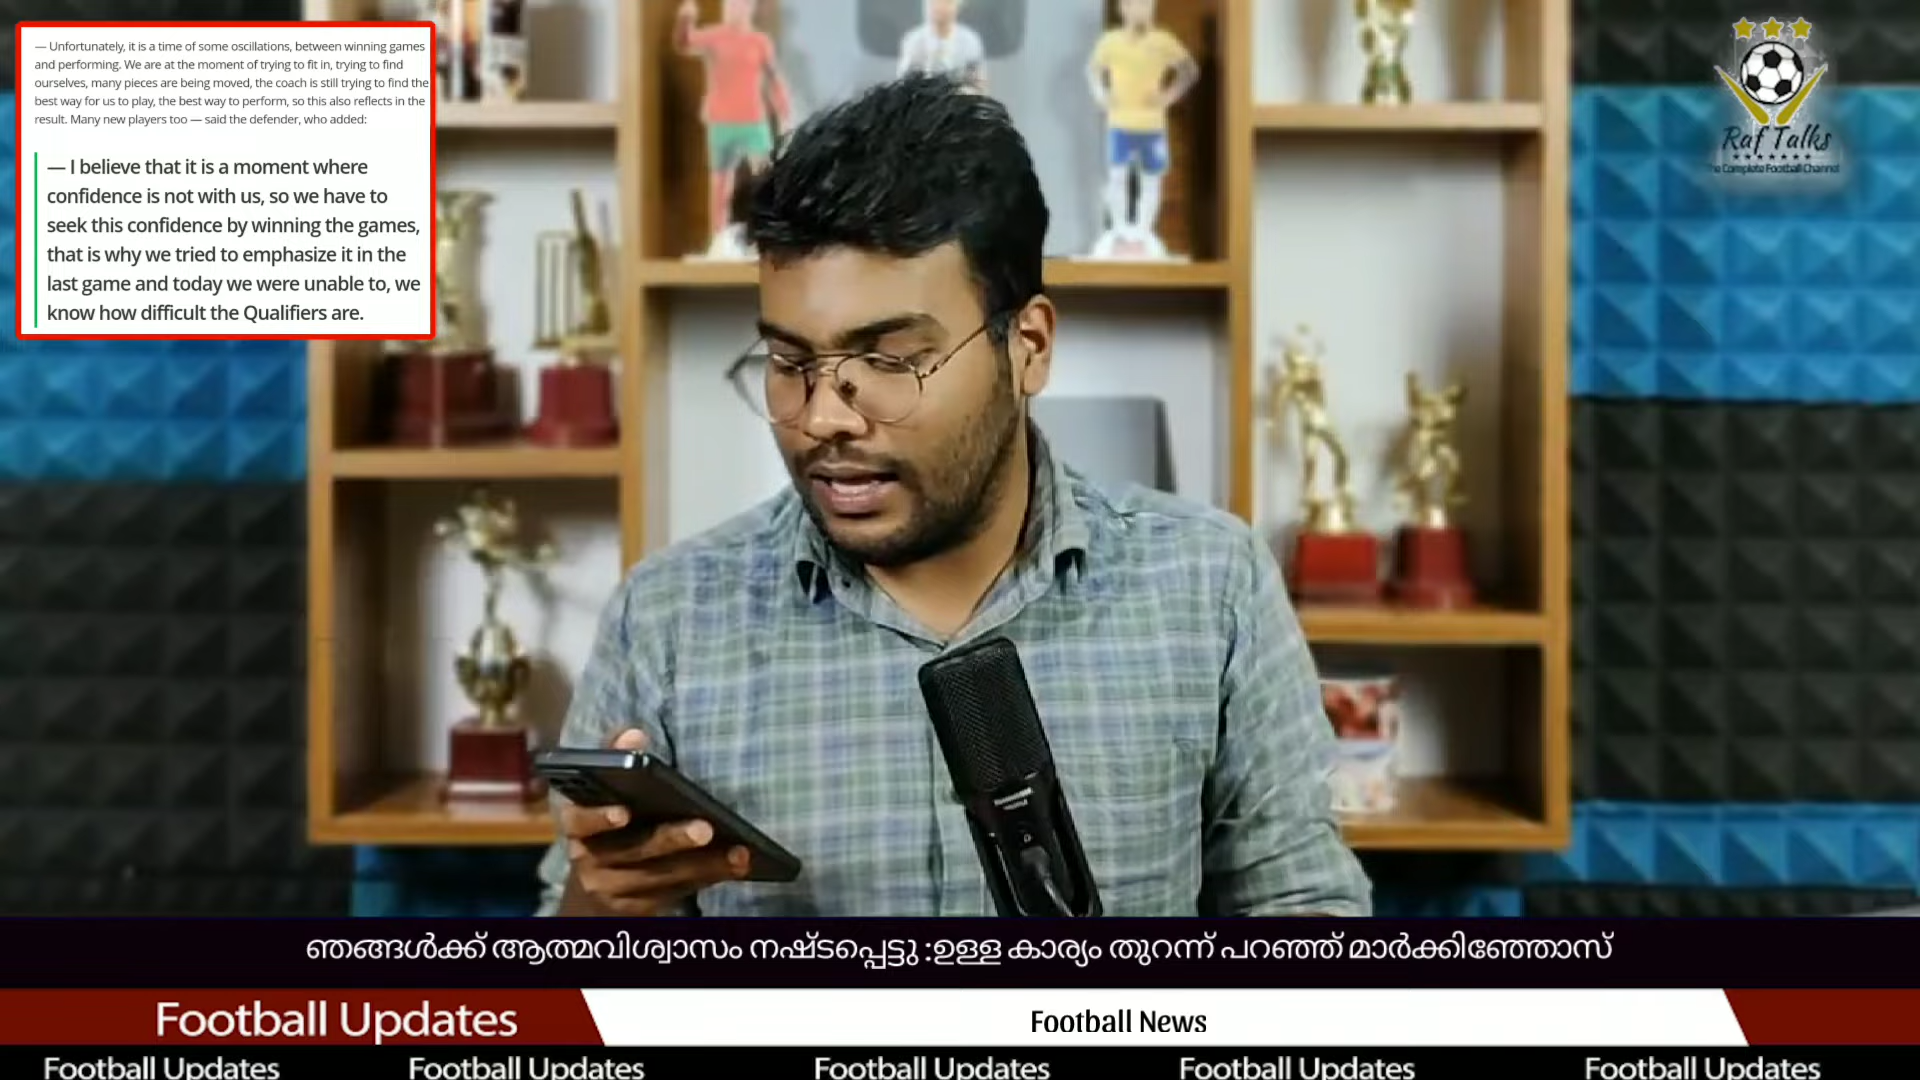 — Unfortunately, it is a time of some oscillations, between winning games
and performing. We are at the moment of trying to fit in, trying to find
ourselves, many pieces are being moved, the coach is still trying to find the
best way for us to play, the best way to perform, so this also reflects in the
result. Many new players too — said the defender, who added:
— I believe that it is a moment where
confidence is not with us, so we have to
seek this confidence by winning the games,
that is why we tried to emphasize it in the
last game and today we were unable to, we
know how difficult the Qualifiers are.
Raf Talks
The Complete Football Channel
ഞങ്ങൾക്ക് ആത്മവിശ്വാസം നഷ്ടപ്പെട്ടു :ഉള്ള കാര്യം തുറന്ന് പറഞ്ഞ് മാർക്കിഞ്ഞോസ്
Football Updates
Football News
Football Updates Football Updates Football Updates Football Updates Football Updates